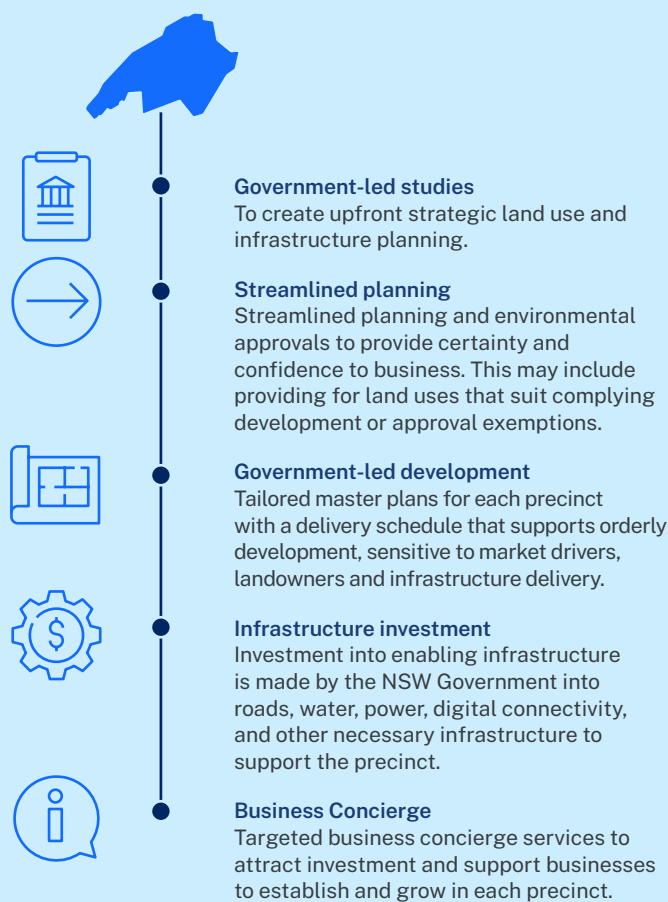 Government-led studies
To create upfront strategic land use and
infrastructure planning.
Streamlined planning
Streamlined planning and environmental
approvals to provide certainty and
confidence to business. This may include
providing for land uses that suit complying
development or approval exemptions.
Government-led development
Tailored master plans for each precinct
with a delivery schedule that supports orderly
development, sensitive to market drivers,
landowners and infrastructure delivery.
$
Infrastructure investment
Investment into enabling infrastructure
is made by the NSW Government into
roads, water, power, digital connectivity,
and other necessary infrastructure to
support the precinct.
i
Business Concierge
Targeted business concierge services to
attract investment and support businesses
to establish and grow in each precinct.